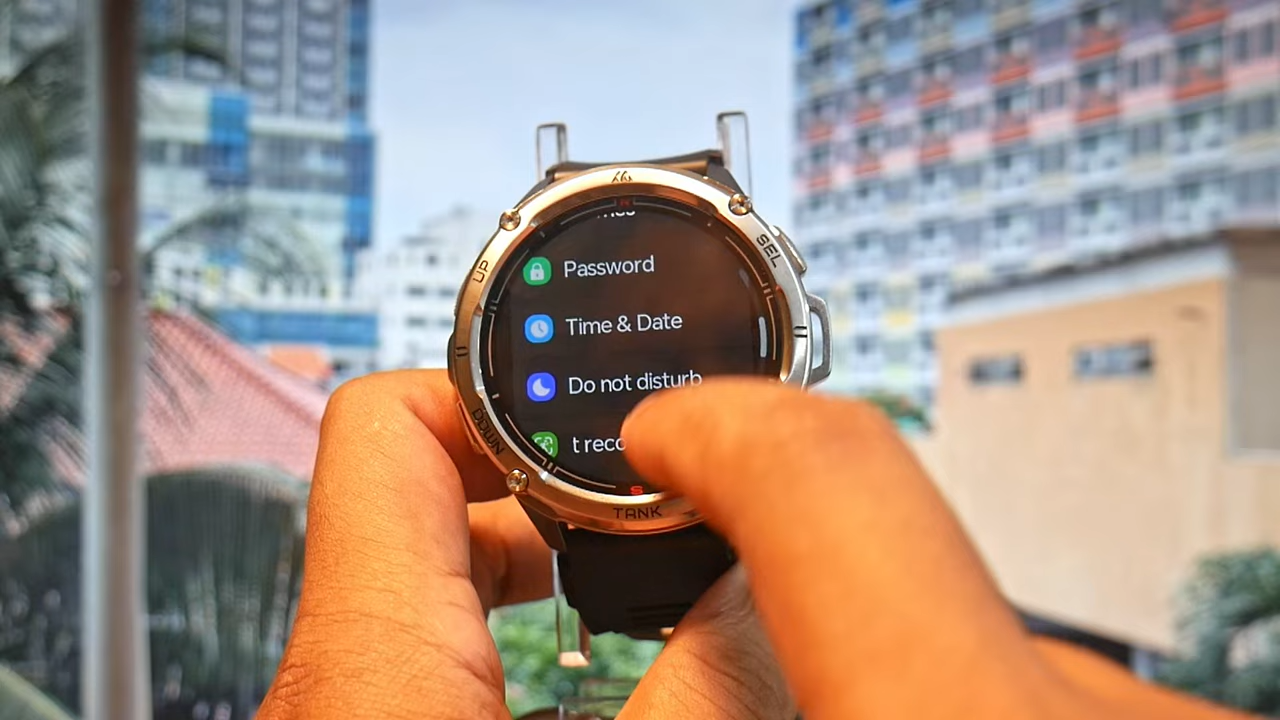 N
UP
SEL
Password
Time & Date
Do not disturb
t reco
DOWN
S
TANK